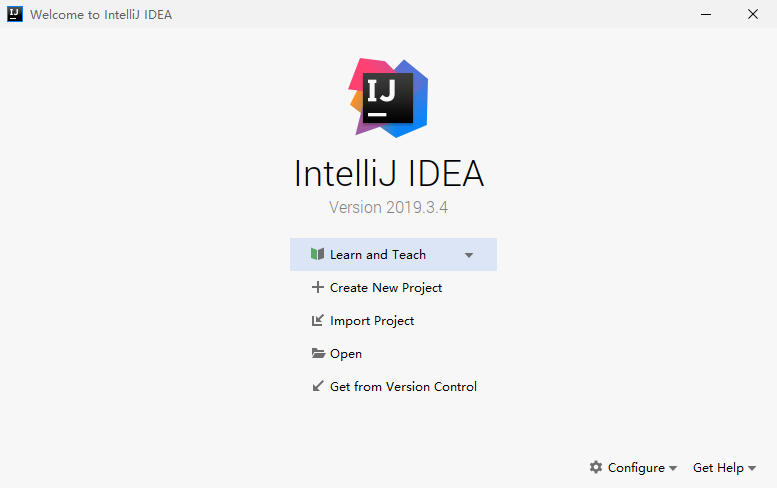 Welcome to IntelliJ IDEA
IJ
IntelliJ IDEA
Version 2019.3.4
Learn and Teach
Create New Project
Import Project
Open
Get from Version Control
Configure Get Help